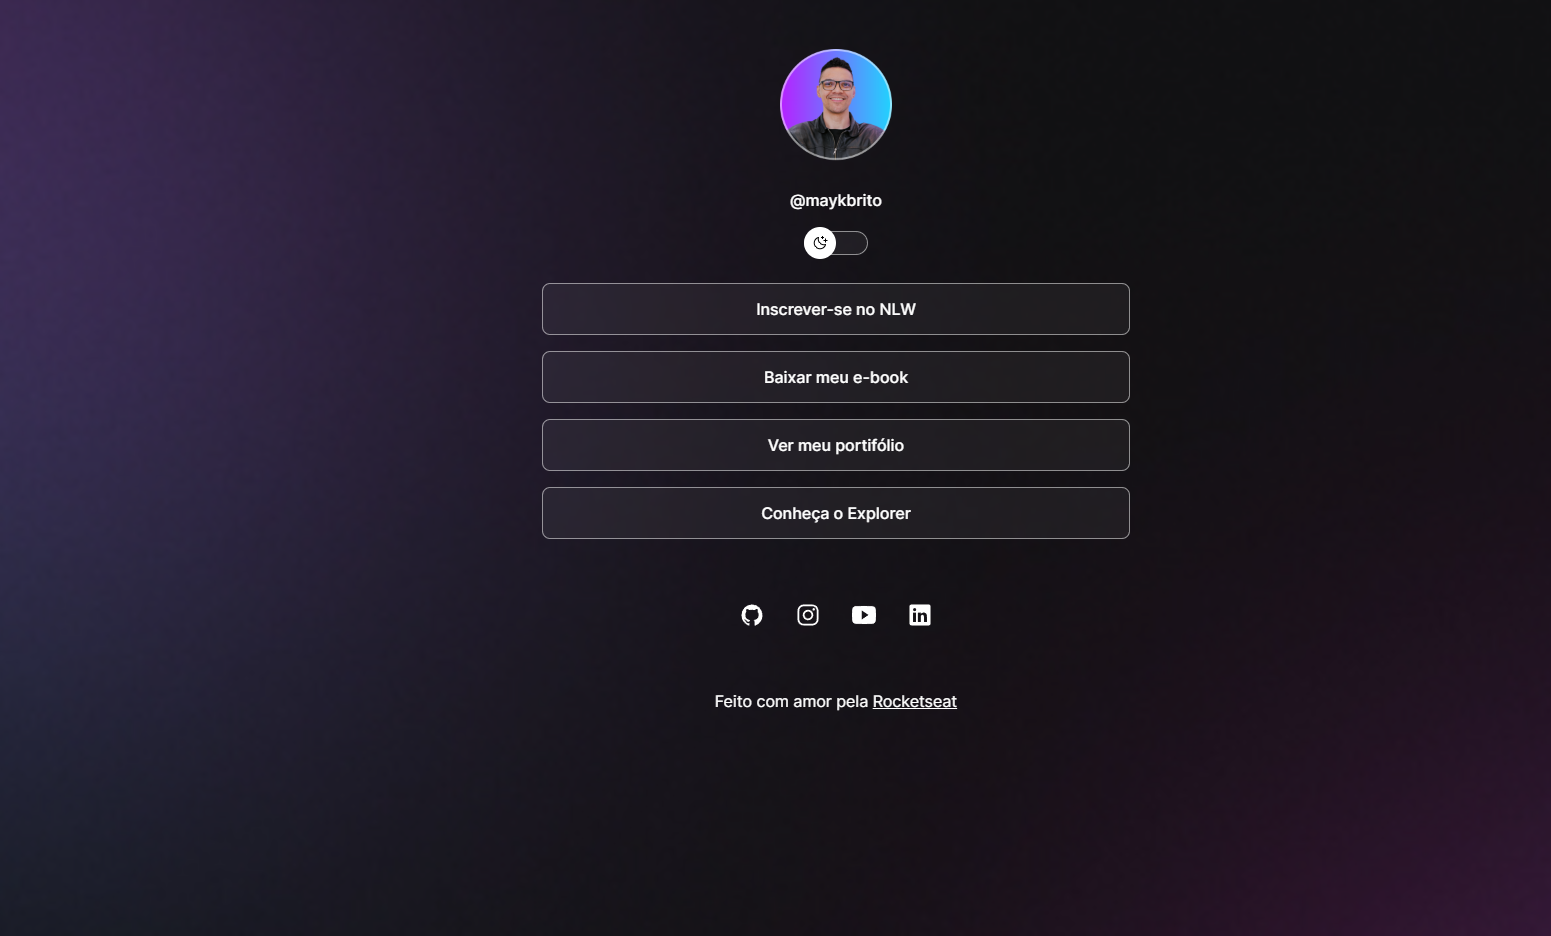 @maykbrito
Inscrever-se no NLW
Baixar meu e-book
Ver meu portifólio
Conheça o Explorer
Feito com amor pela Rocketseat